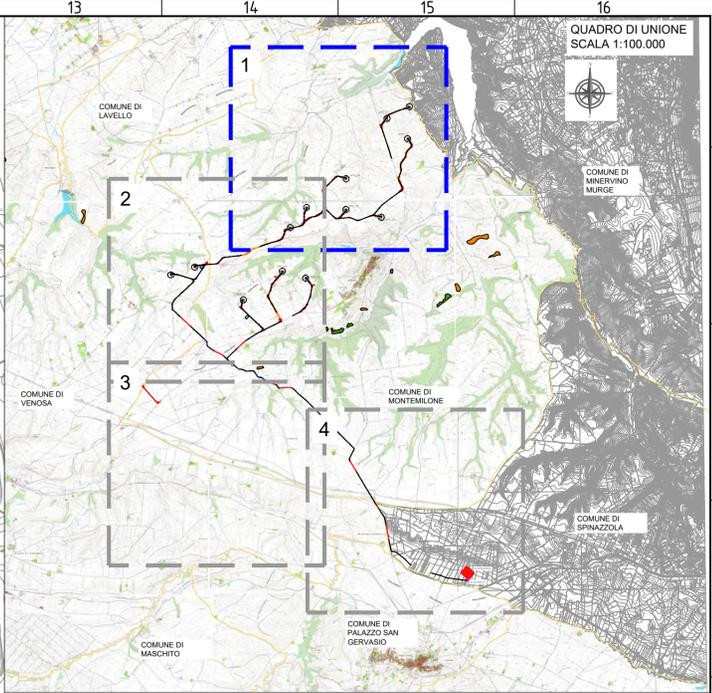 13
14
15
16
QUADRO DI UNIONE
SCALA 1:100.000
1
COMUNE DI
LAVELLO
COMUNE DI
MINERVINO
MURGE
2
3
COMUNE DI
VENOSA
COMUNE DI
MONTEMILONE
4
COMUNE DI
SPINAZZOLA
COMUNE DI
PALAZZO SAN
GERVASIO
COMUNE DI
MASCHITO